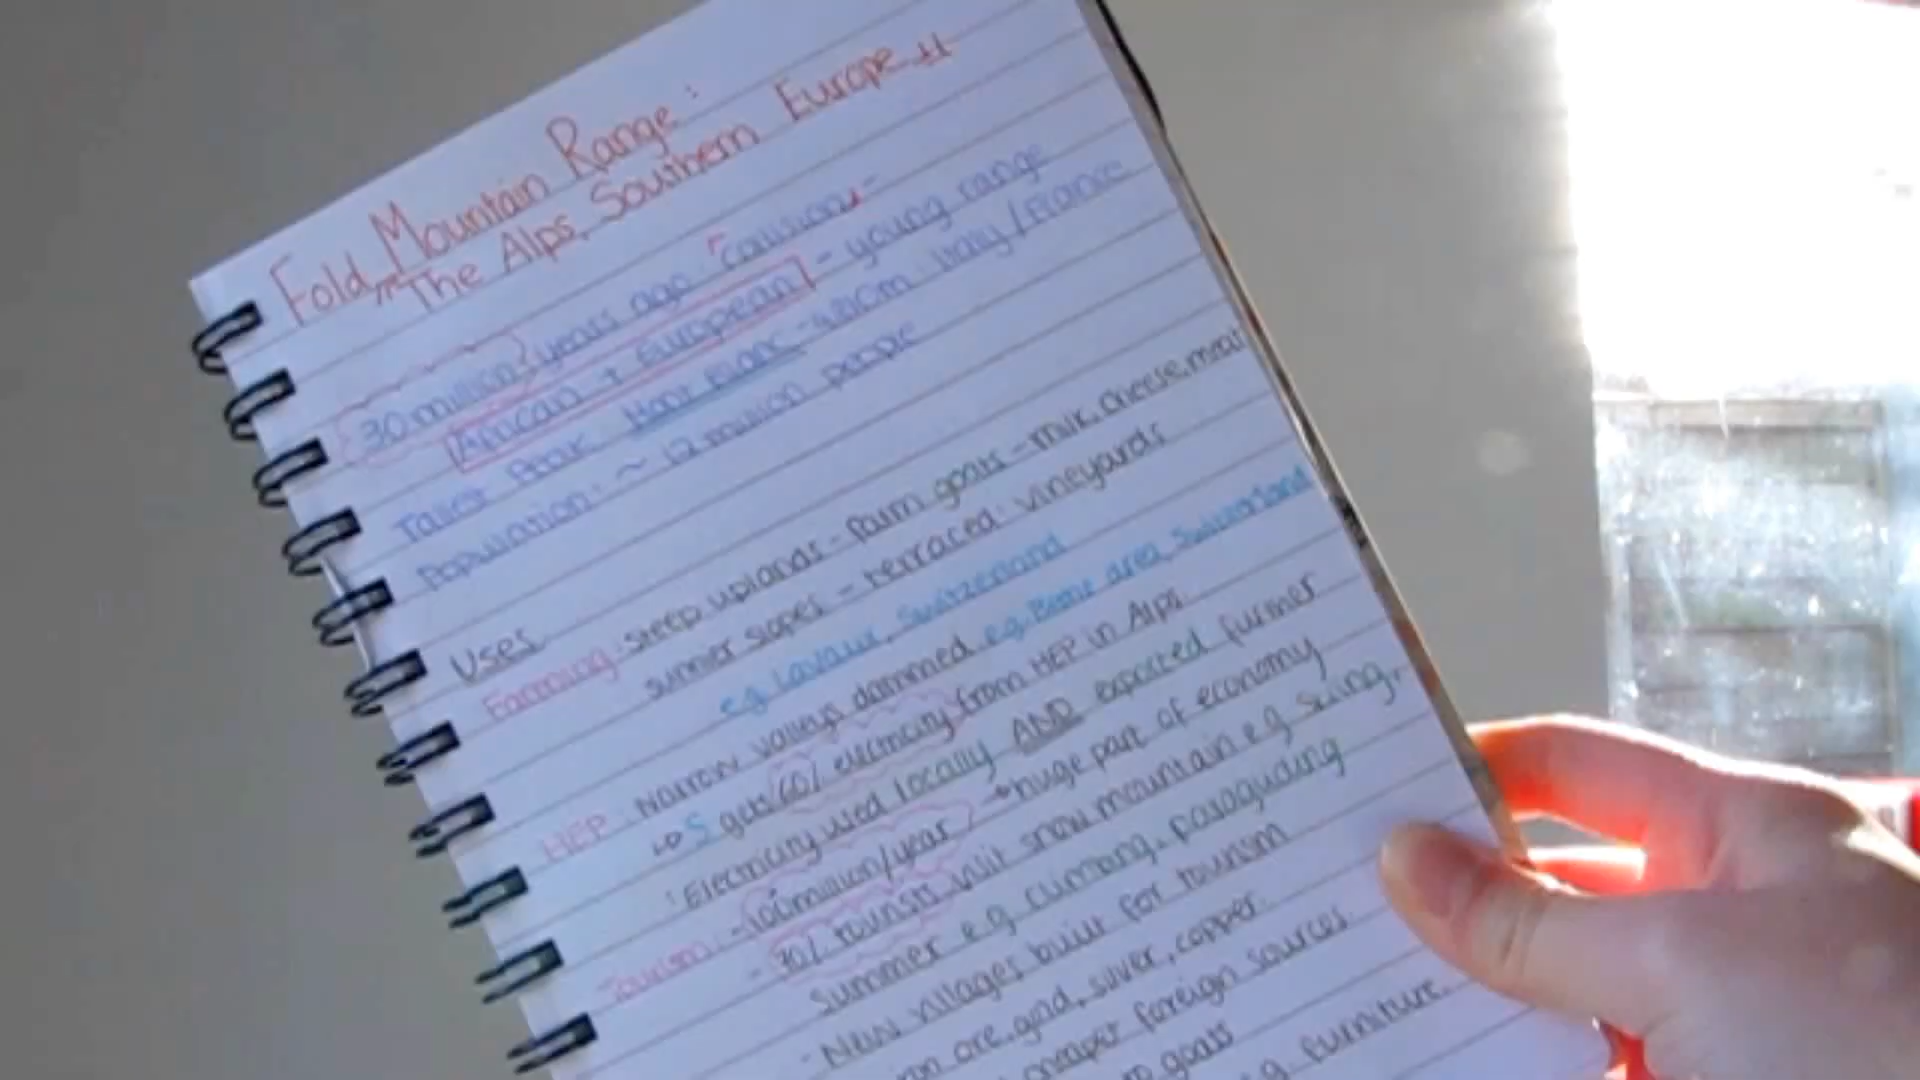 Fold Mountain Range:
The Alps, Southern Europe
30 million years ago: Collision -
African + European - young range
Tallest Peak: Mont Blanc - 4810m: Italy/France
Population: ~ 12 million people
Uses
Farming: steep uplands - farm goats - milk, cheese, meat
sunnier slopes - terraced: vineyards
e.g. Lavaux, Switzerland
HEP: Narrow valleys dammed e.g. area, Switzerland
↳ S gets 60% electricity from HEP in Alps.
: Electricity used locally AND exported further
Tourism: - 100million/year → huge part of economy
- 70% tourists visit snow mountain e.g. skiing,
summer e.g. climbing, paragliding
- New villages built for tourism
ore, gold, silver, copper.
cheaper foreign sources.
goats
furniture.